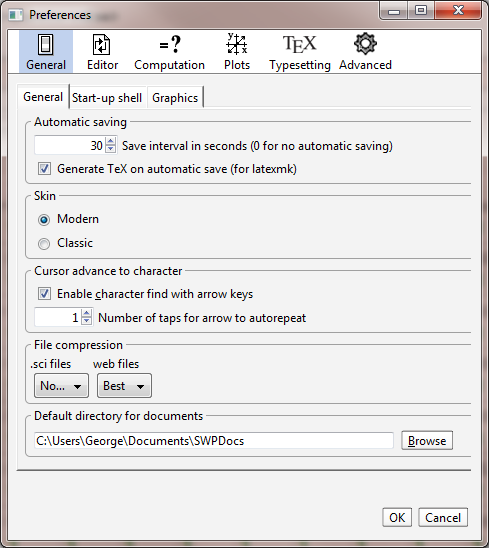 Preferences
=?
y
x
TEX
General
Editor
Computation
Plots
Typesetting
Advanced
General
Start-up shell
Graphics
Automatic saving
30 Save interval in seconds (0 for no automatic saving)
Generate TeX on automatic save (for latexmk)
Skin
Modern
Classic
Cursor advance to character
Enable character find with arrow keys
1 Number of taps for arrow to autorepeat
File compression
.sci files web files
No... Best
Default directory for documents
C:\Users\George\Documents\SWPDocs Browse
OK Cancel